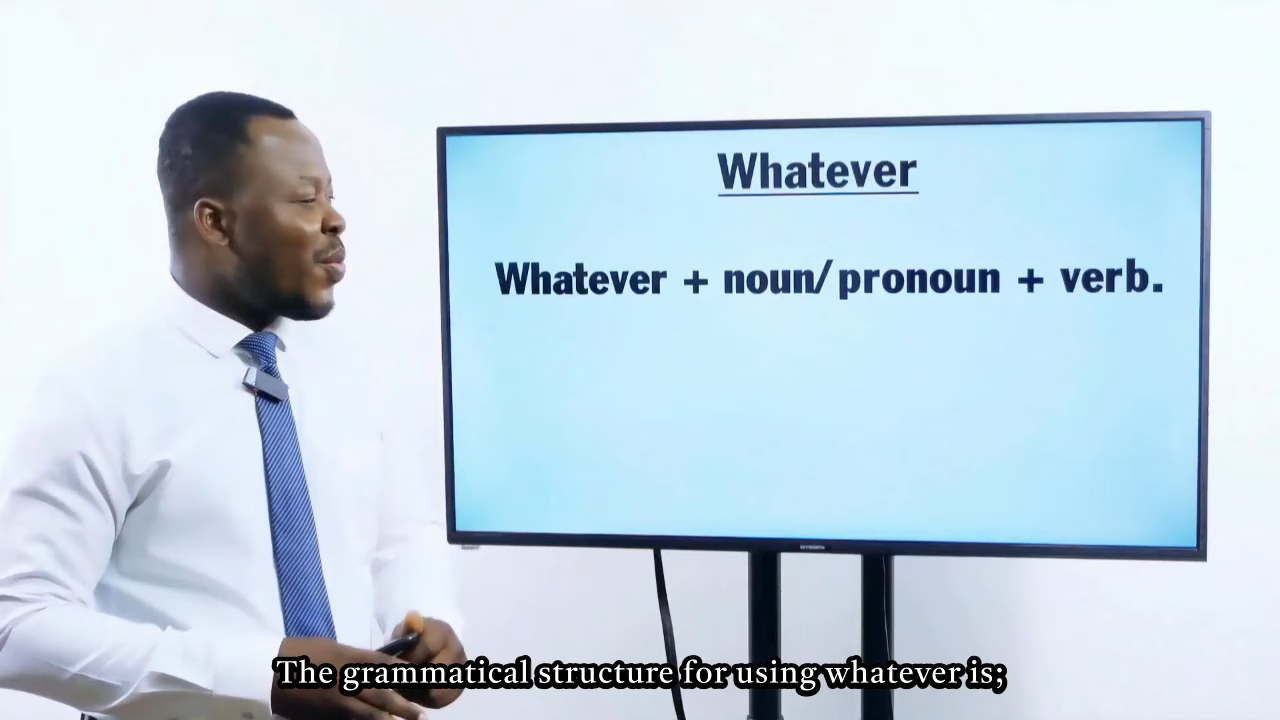 Whatever
Whatever + noun/pronoun + verb.
The grammatical structure for using whatever is;